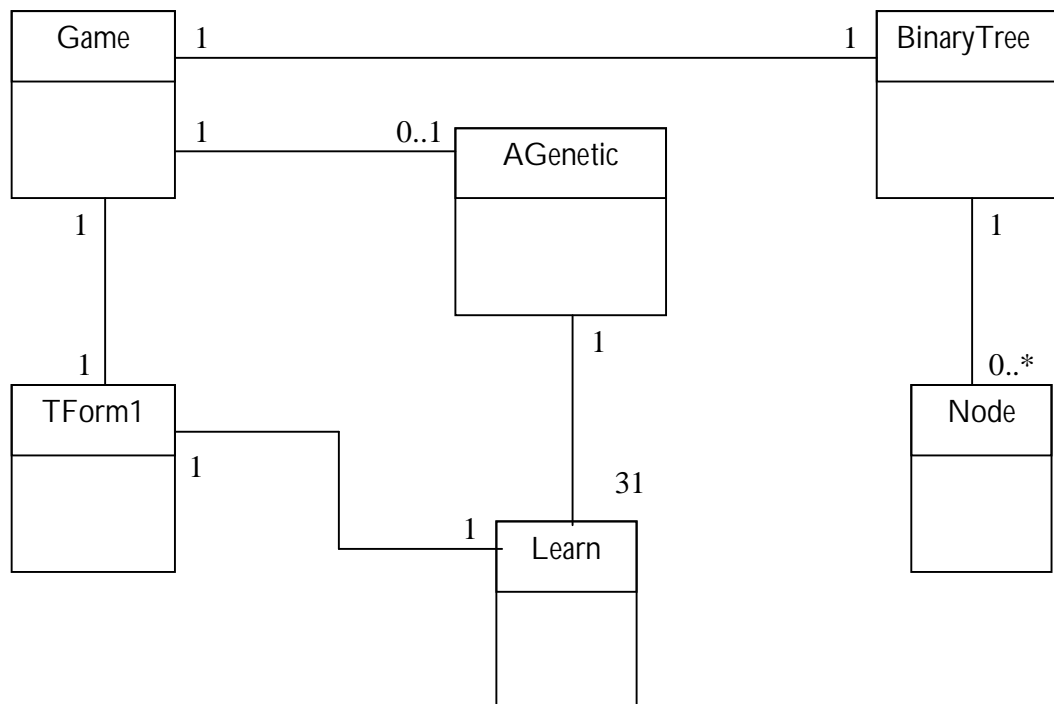 Game
1
1
BinaryTree
1
0..1
AGenetic
1
1
1
1
0..*
TForm1
Node
1
31
1
Learn